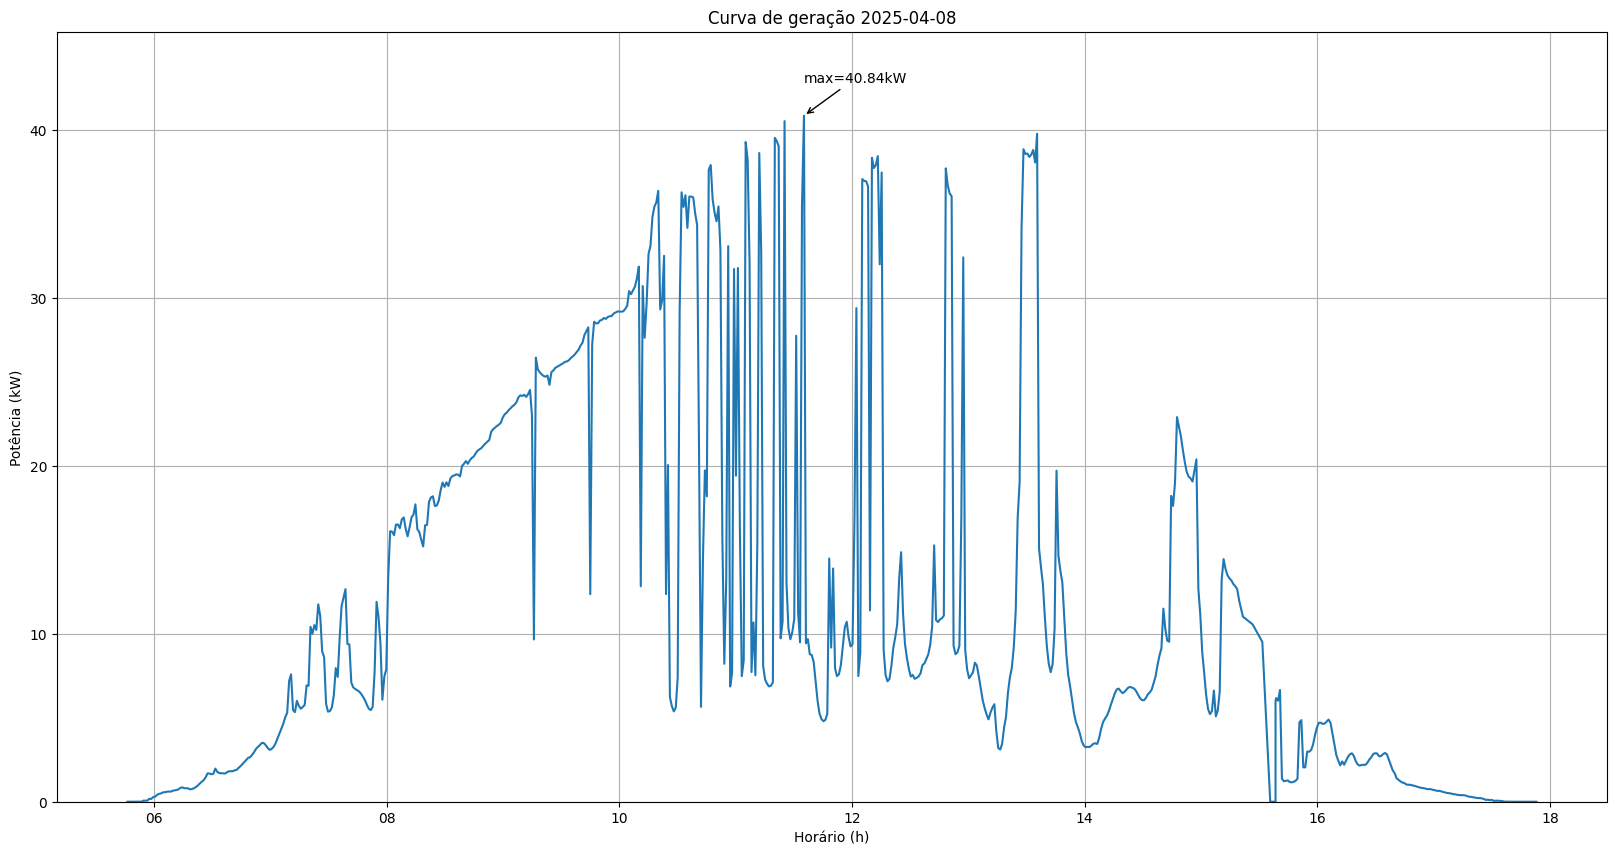 Curva de geração 2025-04-08
max=40.84kW
Potência (kW)
40
30
20
10
0
06 08 10 12 14 16 18
Horário (h)